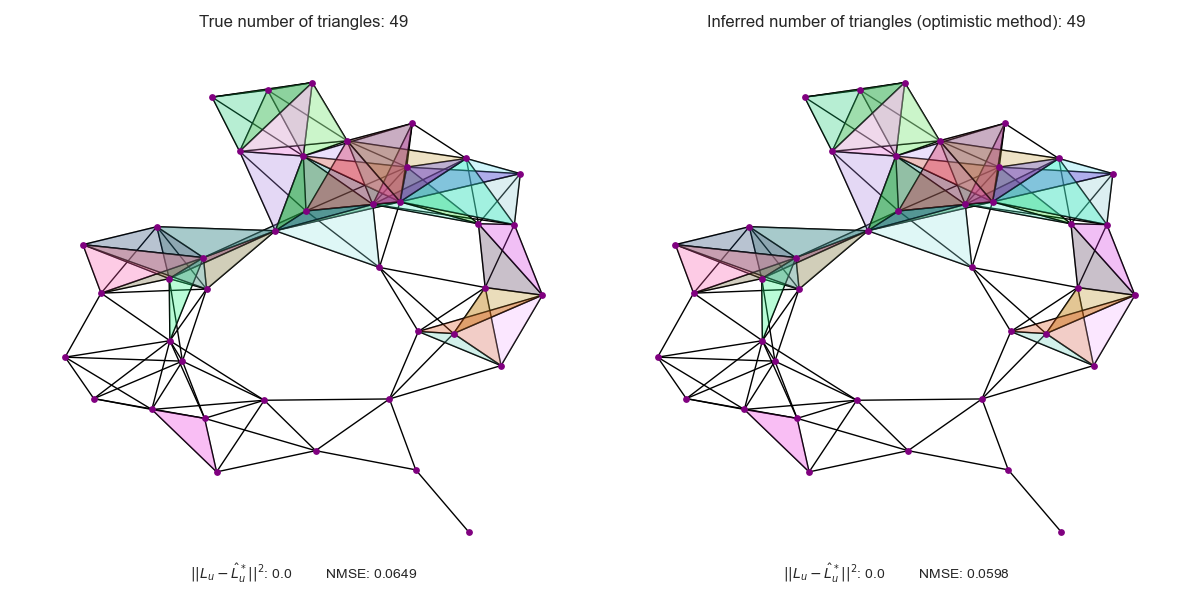 True number of triangles: 49
Inferred number of triangles (optimistic method): 49
$||L_u - \hat{L}_u^*||^2$: 0.0 NMSE: 0.0649
$||L_u - \hat{L}_u^*||^2$: 0.0 NMSE: 0.0598